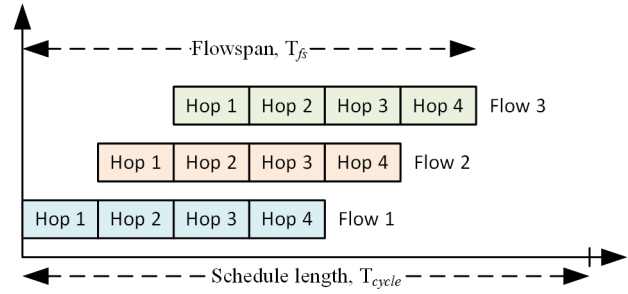 Flowspan, Tfs
Hop 1 Hop 2 Hop 3 Hop 4 Flow 3
Hop 1 Hop 2 Hop 3 Hop 4 Flow 2
Hop 1 Hop 2 Hop 3 Hop 4 Flow 1
Schedule length, Tcycle